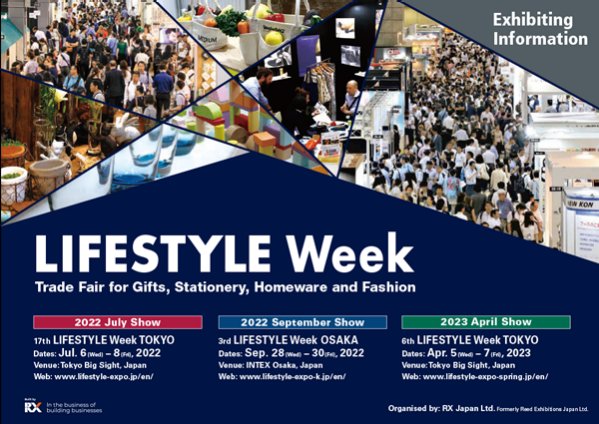 Exhibiting
Information
LIFESTYLE Week
Trade Fair for Gifts, Stationery, Homeware and Fashion
2022 July Show
17th LIFESTYLE Week TOKYO
Dates: Jul. 6 (Wed) – 8 (Fri), 2022
Venue: Tokyo Big Sight, Japan
Web: www.lifestyle-expo.jp/en/
2022 September Show
3rd LIFESTYLE Week OSAKA
Dates: Sep. 28 (Wed) – 30 (Fri), 2022
Venue: INTEX Osaka, Japan
Web: www.lifestyle-expo-k.jp/en/
2023 April Show
6th LIFESTYLE Week TOKYO
Dates: Apr. 5 (Wed) – 7 (Fri), 2023
Venue: Tokyo Big Sight, Japan
Web: www.lifestyle-expo-spring.jp/en/
Built by
RX
In the business of
building businesses
Organised by: RX Japan Ltd. Formerly Reed Exhibitions Japan Ltd.